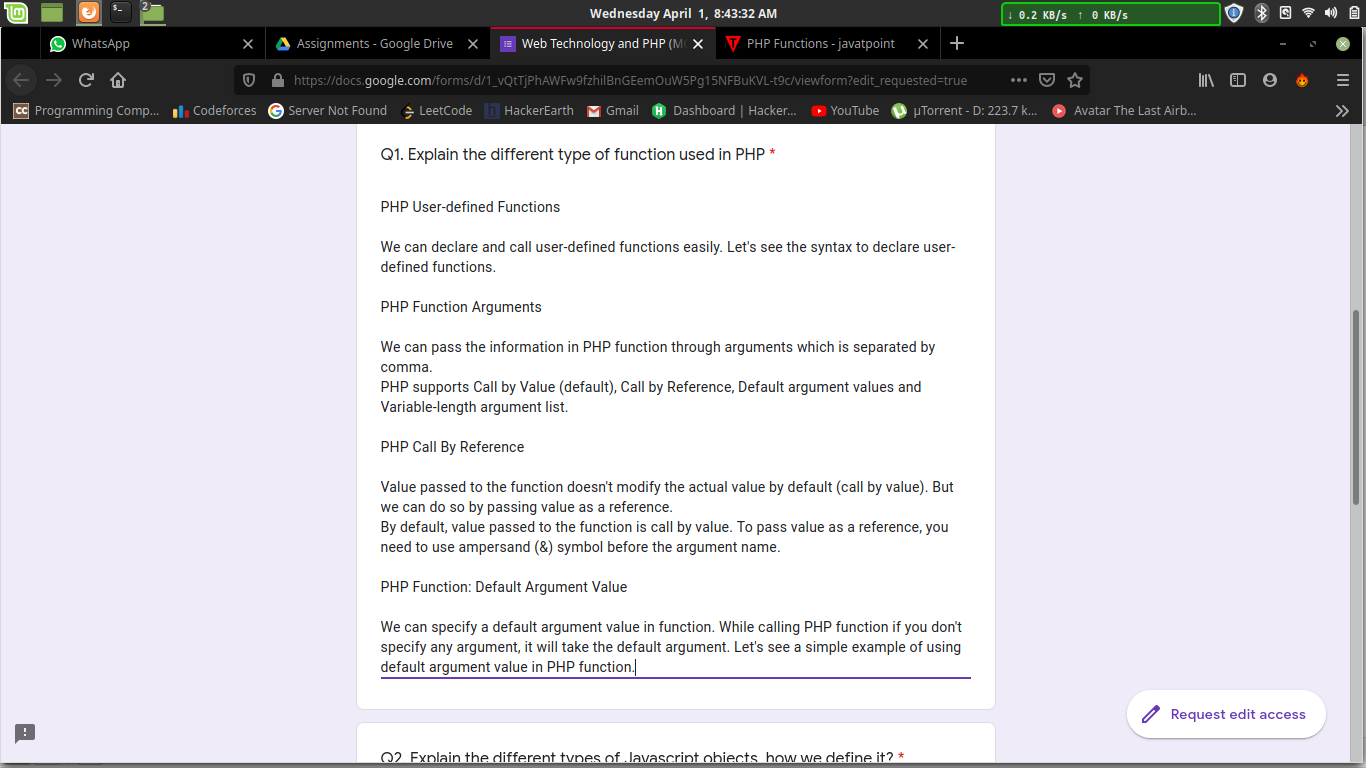 Wednesday April 1, 8:43:32 AM
↓ 0.2 KB/s ↑ 0 KB/s
2
WhatsApp
Assignments - Google Drive
Web Technology and PHP (M
PHP Functions - javatpoint
https://docs.google.com/forms/d/1_vQtTjPhAWFw9fzhilBnGEemOuW5Pg15NFBuKVL-t9c/viewform?edit_requested=true
Programming Comp...
Codeforces
Server Not Found
LeetCode
HackerEarth
Gmail
Dashboard | Hacker...
YouTube
µTorrent - D: 223.7 k...
Avatar The Last Airb...
Q1. Explain the different type of function used in PHP *
PHP User-defined Functions
We can declare and call user-defined functions easily. Let's see the syntax to declare user-
defined functions.
PHP Function Arguments
We can pass the information in PHP function through arguments which is separated by
comma.
PHP supports Call by Value (default), Call by Reference, Default argument values and
Variable-length argument list.
PHP Call By Reference
Value passed to the function doesn't modify the actual value by default (call by value). But
we can do so by passing value as a reference.
By default, value passed to the function is call by value. To pass value as a reference, you
need to use ampersand (&) symbol before the argument name.
PHP Function: Default Argument Value
We can specify a default argument value in function. While calling PHP function if you don't
specify any argument, it will take the default argument. Let's see a simple example of using
default argument value in PHP function.
Request edit access
Q2. Explain the different types of Javascript objects, how we define it? *